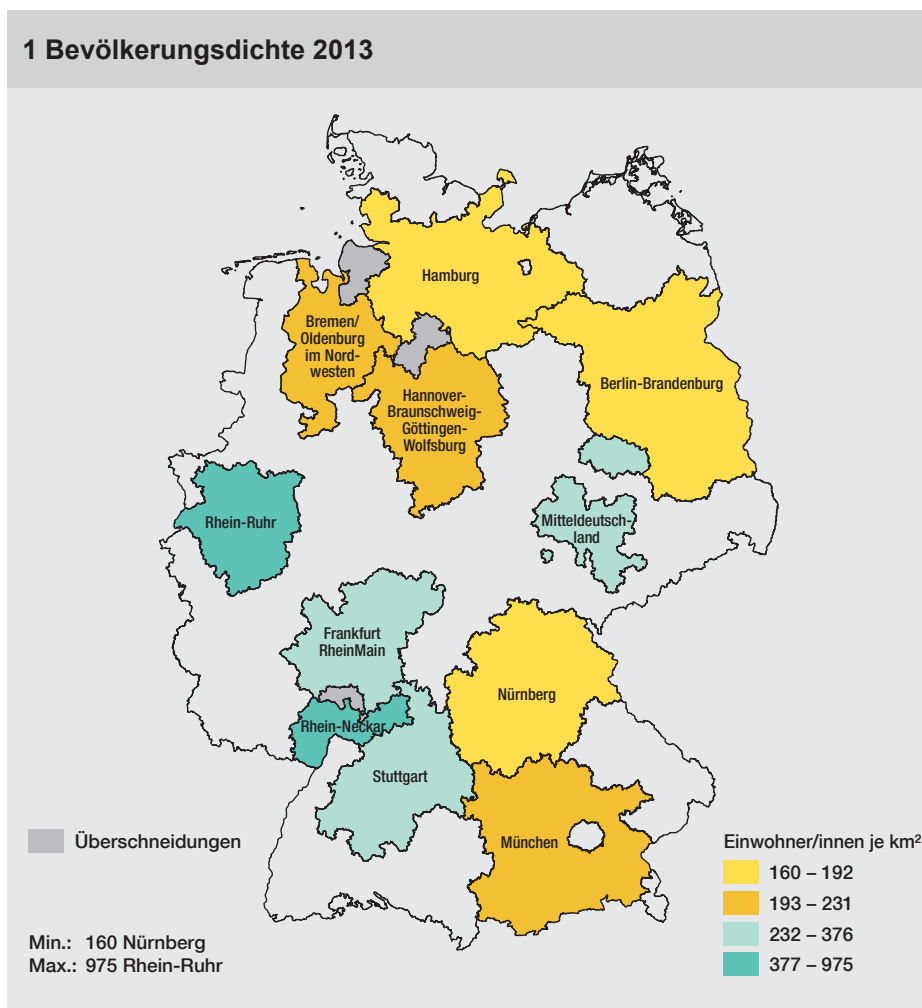 1 Bevölkerungsdichte 2013
Hamburg
Bremen/
Oldenburg
im Nord-
westen
Berlin-Brandenburg
Hannover-
Braunschweig-
Göttingen-
Wolfsburg
Rhein-Ruhr
Mitteldeutsch-
land
Frankfurt
RheinMain
Nürnberg
Rhein-Neckar
Stuttgart
München
Überschneidungen
Einwohner/innen je km²
160 – 192
193 – 231
232 – 376
377 – 975
Min.: 160 Nürnberg
Max.: 975 Rhein-Ruhr